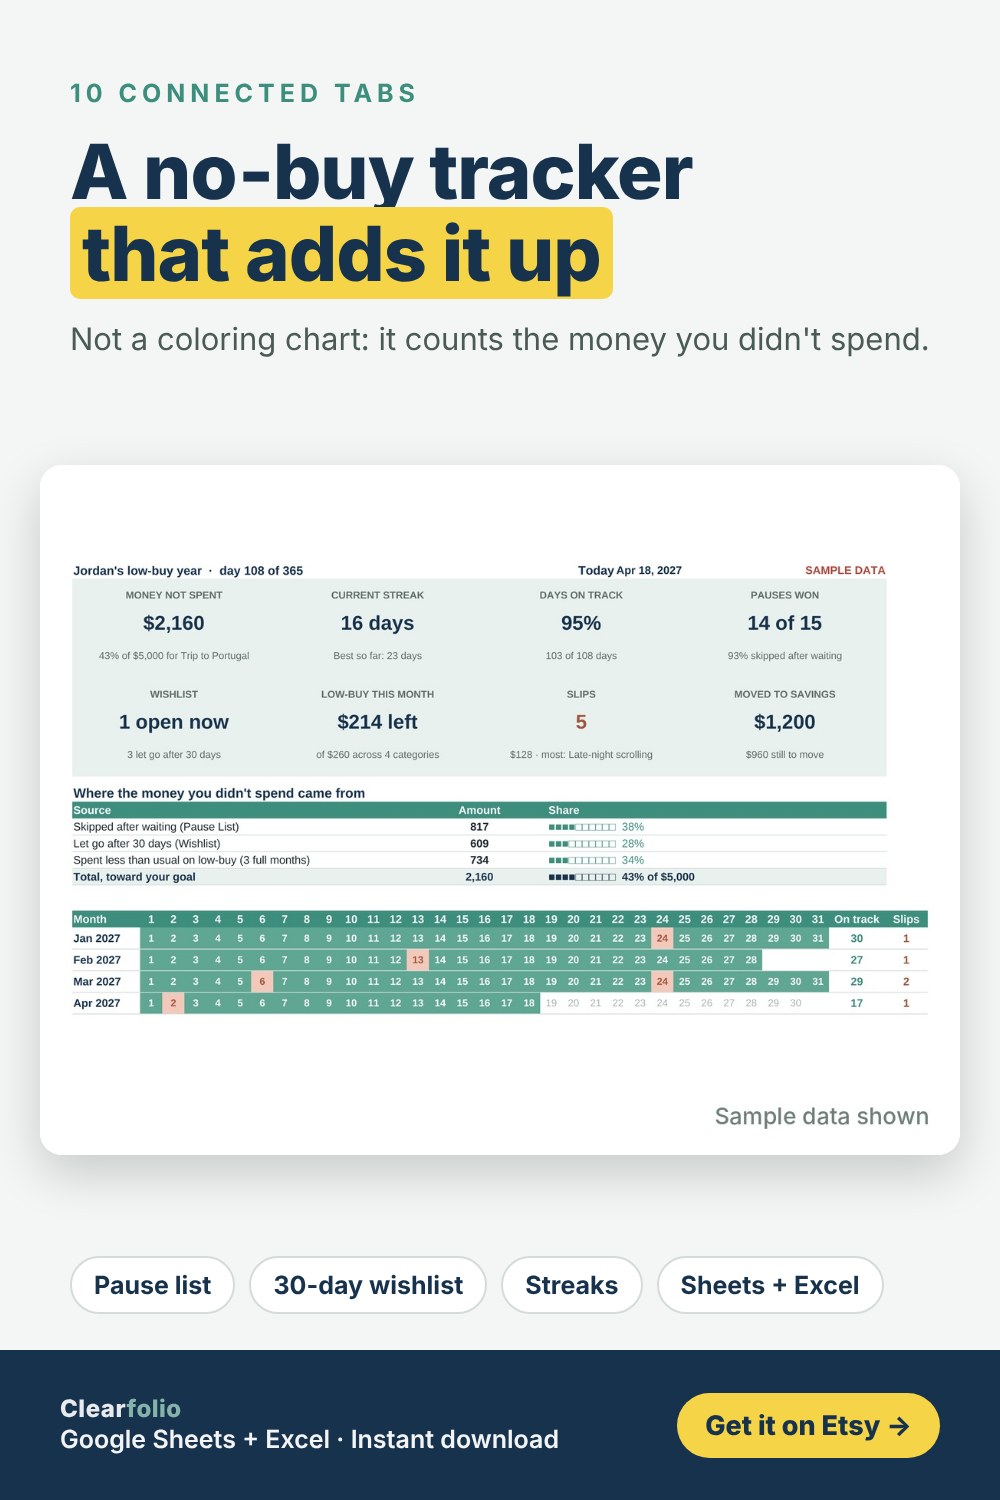 10 CONNECTED TABS
A no-buy tracker
that adds it up
Not a coloring chart: it counts the money you didn't spend.
Jordan's low-buy year · day 108 of 365 Today Apr 18, 2027 SAMPLE DATA
MONEY NOT SPENT CURRENT STREAK DAYS ON TRACK PAUSES WON
$2,160 16 days 95% 14 of 15
43% of $5,000 for Trip to Portugal Best so far: 23 days 103 of 108 days 93% skipped after waiting
WISHLIST LOW-BUY THIS MONTH SLIPS MOVED TO SAVINGS
1 open now $214 left 5 $1,200
3 let go after 30 days of $260 across 4 categories $128 · most: Late-night scrolling $960 still to move
Where the money you didn't spend came from
Source Amount Share
Skipped after waiting (Pause List) 817 38%
Let go after 30 days (Wishlist) 609 28%
Spent less than usual on low-buy (3 full months) 734 34%
Total, toward your goal 2,160 43% of $5,000
Month 1 2 3 4 5 6 7 8 9 10 11 12 13 14 15 16 17 18 19 20 21 22 23 24 25 26 27 28 29 30 31 On track Slips
Jan 2027 1 2 3 4 5 6 7 8 9 10 11 12 13 14 15 16 17 18 19 20 21 22 23 24 25 26 27 28 29 30 31 30 1
Feb 2027 1 2 3 4 5 6 7 8 9 10 11 12 13 14 15 16 17 18 19 20 21 22 23 24 25 26 27 28 27 1
Mar 2027 1 2 3 4 5 6 7 8 9 10 11 12 13 14 15 16 17 18 19 20 21 22 23 24 25 26 27 28 29 30 31 29 2
Apr 2027 1 2 3 4 5 6 7 8 9 10 11 12 13 14 15 16 17 18 19 20 21 22 23 24 25 26 27 28 29 30 17 1
Sample data shown
Pause list 30-day wishlist Streaks Sheets + Excel
Clearfolio
Google Sheets + Excel · Instant download
Get it on Etsy →